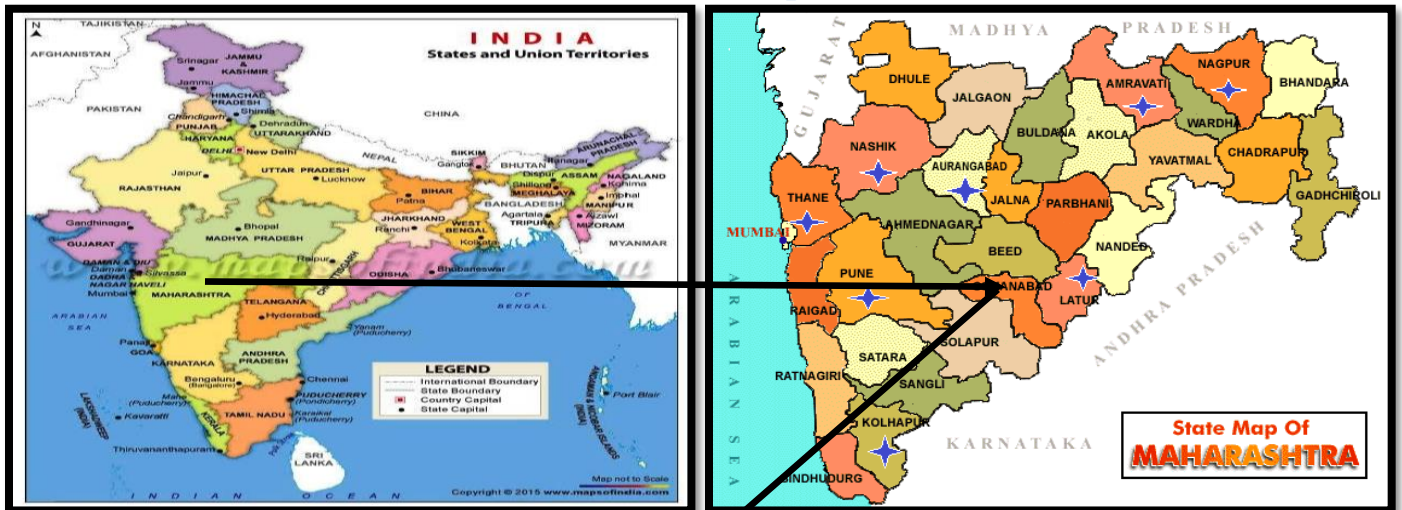 N
TAJIKISTAN
INDIA
States and Union Territories
AFGHANISTAN
JAMMU
&
KASHMIR
Srinagar
Jammu
HIMACHAL
PRADESH
Shimla
PAKISTAN
Chandigarh
PUNJAB
Dehradun
UTTARAKHAND
CHINA
HARYANA
DELHI
New Delhi
NEPAL
SIKKIM
Gangtok
BHUTAN
ARUNACHAL
PRADESH
Itanagar
RAJASTHAN
Jaipur
UTTAR PRADESH
Lucknow
BIHAR
Patna
Dispur
ASSAM
NAGALAND
Kohima
Shillong
MEGHALAYA
Imphal
MANIPUR
BANGLADESH
Agartala
TRIPURA
Aizawl
MIZORAM
MYANMAR
Gandhinagar
GUJARAT
Bhopal
MADHYA PRADESH
JHARKHAND
Ranchi
WEST
BENGAL
Kolkata
Raipur
ODISHA
Bhubaneswar
DAMAN & DIU
Daman
DADRA &
NAGAR HAVELI
Silvassa
Mumbai
MAHARASHTRA
TELANGANA
Hyderabad
OF
BENGAL
ARABIAN
SEA
Yanam
(Puducherry)
Panaji
GOA
KARNATAKA
ANDHRA
PRADESH
Bengaluru
(Bangalore)
Chennai
Mahe
(Puducherry)
PUDUCHERRY
(Pondicherry)
Karaikal
(Puducherry)
TAMIL NADU
KERALA
LAKSHADWEEP
(INDIA)
Kavaratti
Thiruvananthapuram
SRI
LANKA
ANDAMAN & NICOBAR ISLANDS
(INDIA)
Port Blair
LEGEND
International Boundary
State Boundary
Country Capital
State Capital
INDIAN OCEAN
Map not to Scale
Copyright © 2015 www.mapsofindia.com
MADHYA PRADESH
GUJARAT
DHULE
JALGAON
AMRAVATI
NAGPUR
BHANDARA
BULDANA
AKOLA
WARDHA
NASHIK
AURANGABAD
YAVATMAL
CHADRAPUR
GADHCHIROLI
THANE
JALNA
PARBHANI
MUMBAI
AHMEDNAGAR
BEED
NANDED
PUNE
LATUR
RAIGAD
SOLAPUR
SATARA
RATNAGIRI
SANGLI
KOLHAPUR
SINDHUDURG
ARABIAN SEA
KARNATAKA
ANDHRA PRADESH
State Map Of
MAHARASHTRA